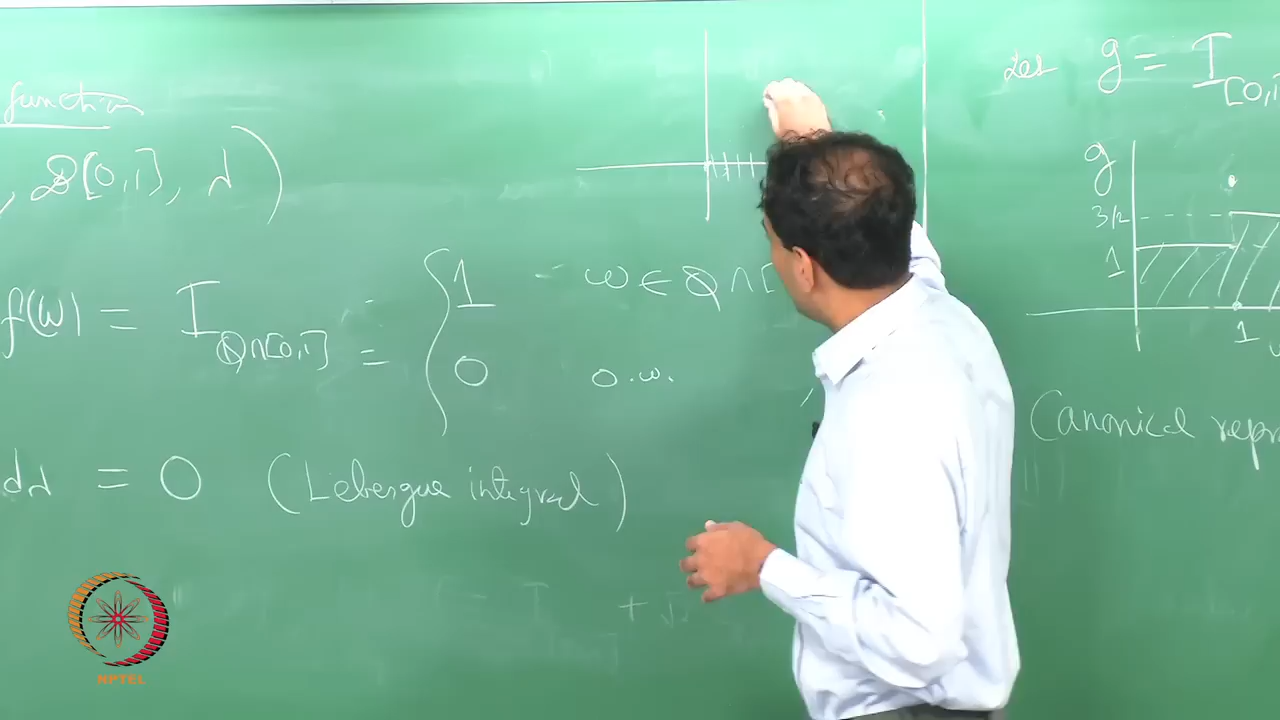 function
, B[0,1], λ)
f(ω) = I_{Q∩[0,1]} = { 1 ω ∈ Q ∩ [
0 o.w.
dλ = 0 (Lebesgue integral)
+ √
Let g = I_{[0,1
g
3/2
1
1
(Canonical repr
NPTEL